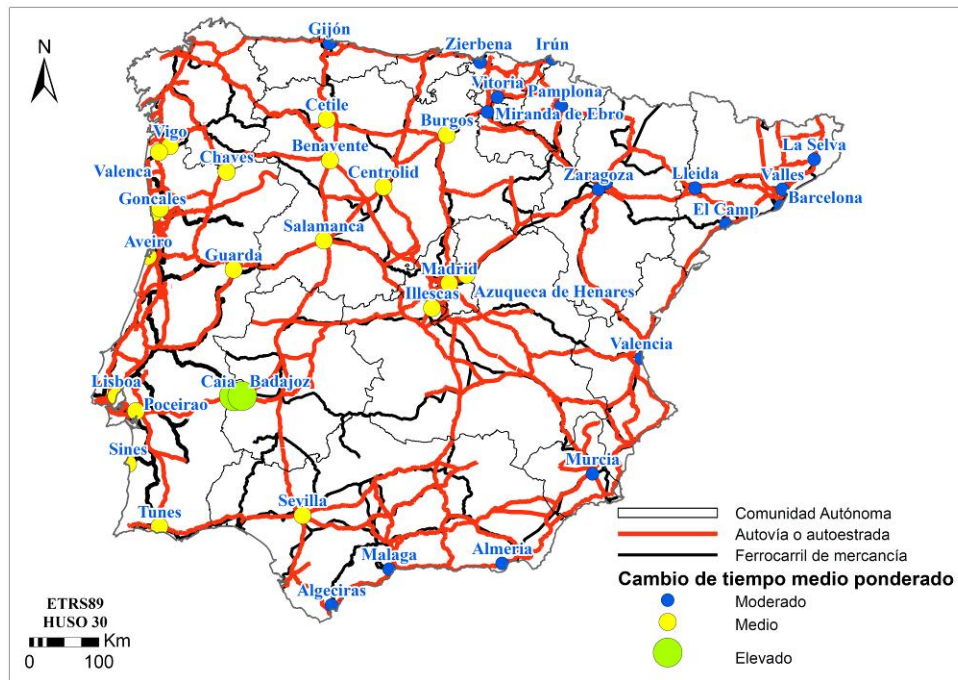 N
Gijón
Zierbena
Irún
Vitoria
Pamplona
Cetile
Miranda de Ebro
Burgos
Vigo
Benavente
La Selva
Valenca
Chaves
Centrolid
Zaragoza
Lleida
Valles
Goncales
Barcelona
El Camp
Salamanca
Aveiro
Guarda
Madrid
Illescas
Azuqueca de Henares
Valencia
Lisboa
Caia
Badajoz
Poceirao
Sines
Murcia
Tunes
Sevilla
Malaga
Almeria
Algeciras
Comunidad Autónoma
Autovía o autoestrada
Ferrocarril de mercancía
Cambio de tiempo medio ponderado
Moderado
Medio
Elevado
ETRS89
HUSO 30
Km
0 100